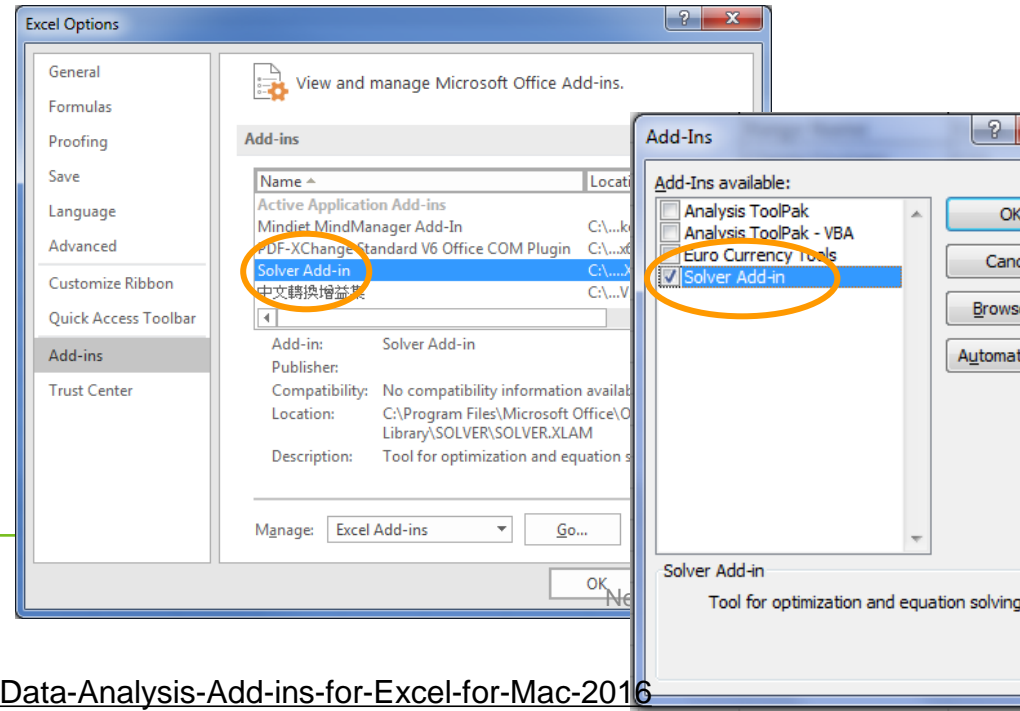 Excel Options
General
Formulas
Proofing
Save
Language
Advanced
Customize Ribbon
Quick Access Toolbar
Add-ins
Trust Center
View and manage Microsoft Office Add-ins.
Add-ins
Name
Locati
Active Application Add-ins
Mindjet MindManager Add-In C:\...k
PDF-XChange Standard V6 Office COM Plugin C:\...x
Solver Add-in C:\...X
中文轉換增益集 C:\...V
Add-in: Solver Add-in
Publisher:
Compatibility: No compatibility information availab
Location: C:\Program Files\Microsoft Office\O
Library\SOLVER\SOLVER.XLAM
Description: Tool for optimization and equation s
Manage: Excel Add-ins Go...
OK
Ne
Add-Ins
Add-Ins available:
Analysis ToolPak
Analysis ToolPak - VBA
Euro Currency Tools
Solver Add-in
OK
Canc
Browse
Automat
Solver Add-in
Tool for optimization and equation solving
Data-Analysis-Add-ins-for-Excel-for-Mac-2016